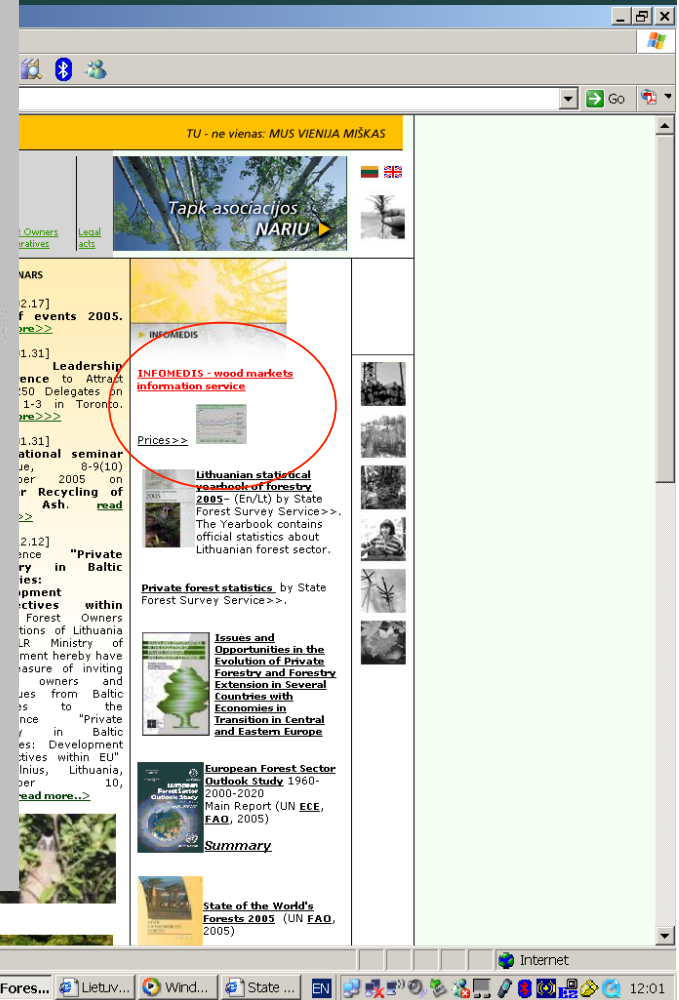 Go
TU - ne vienas: MUS VIENIJA MIŠKAS
Owners
Legal
acts
Tapk asociacijos
NARIU
2.17]
f events 2005.
ore>>
1.31]
Leadership
rence to Attract
250 Delegates on
1-3 in Toronto.
ore>>>
1.31]
ational seminar
ue, 8-9(10)
ber 2005 on
r Recycling of
Ash. read
>>
2.12]
ence "Private
ry in Baltic
ies:
opment
ectives within
Forest Owners
tions of Lithuania
LR Ministry of
ment hereby have
easure of inviting
owners and
ues from Baltic
es to the
nce "Private
y in Baltic
es: Development
ctives within EU"
lnius, Lithuania,
ber 10,
read more..>
INFOMEDIS
INFOMEDIS - wood markets
information service
Prices>>
2005
Lithuanian statistical
yearbook of forestry
2005- (En/Lt) by State
Forest Survey Service>>.
The Yearbook contains
official statistics about
Lithuanian forest sector.
Private forest statistics by State
Forest Survey Service>>.
Issues and
Opportunities in the
Evolution of Private
Forestry and Forestry
Extension in Several
Countries with
Economies in
Transition in Central
and Eastern Europe
European
Forest Sector
Outlook Study
European Forest Sector
Outlook Study 1960-
2000-2020
Main Report (UN ECE,
FAO, 2005)
Summary
State of the World's
Forests 2005 (UN FAO,
2005)
Internet
Fores...
Lietuv...
Wind...
State ...
EN
12:01